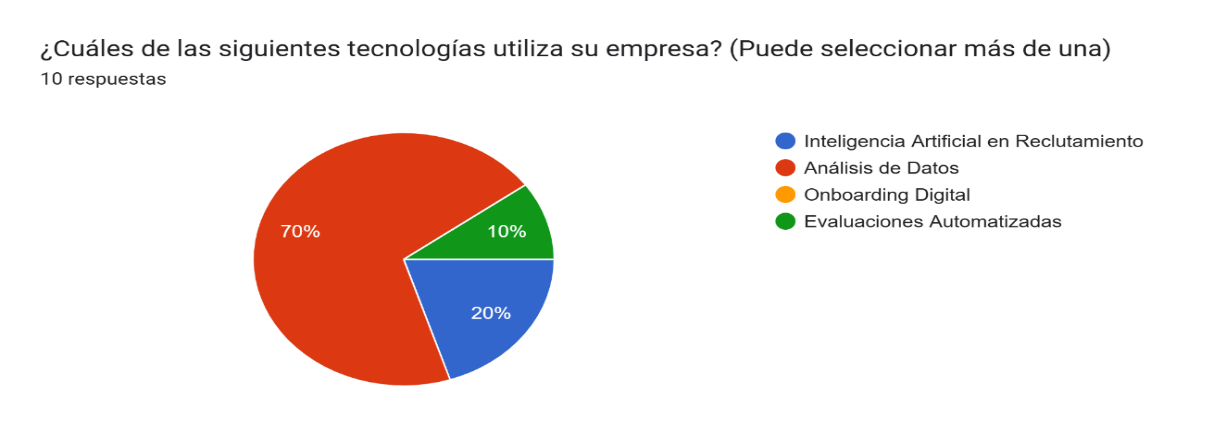 ¿Cuáles de las siguientes tecnologías utiliza su empresa? (Puede seleccionar más de una)
10 respuestas
Inteligencia Artificial en Reclutamiento
Análisis de Datos
Onboarding Digital
Evaluaciones Automatizadas
70%
10%
20%